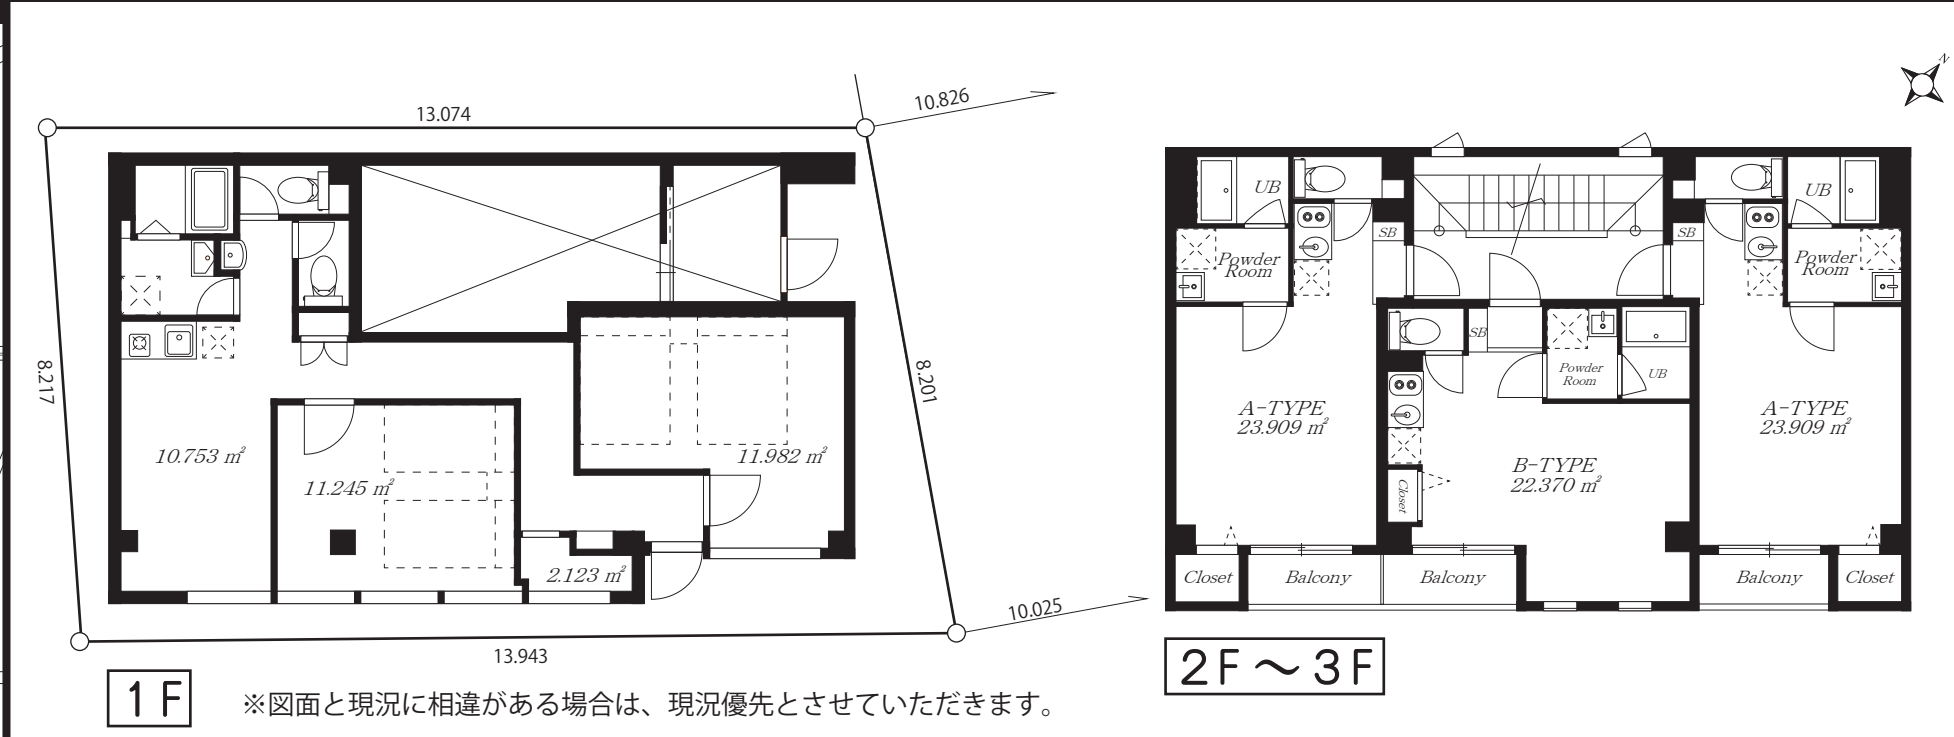 13.074
10.826
8.217
8.201
10.753 m²
11.245 m²
11.982 m²
2.123 m²
10.025
13.943
1F
※図面と現況に相違がある場合は、現況優先とさせていただきます。
N
UB
UB
SB
SB
Powder
Room
Powder
Room
SB
Powder
Room
UB
A-TYPE
23.909 m²
A-TYPE
23.909 m²
B-TYPE
22.370 m²
Closet
Closet
Balcony
Balcony
Balcony
Closet
2F～3F